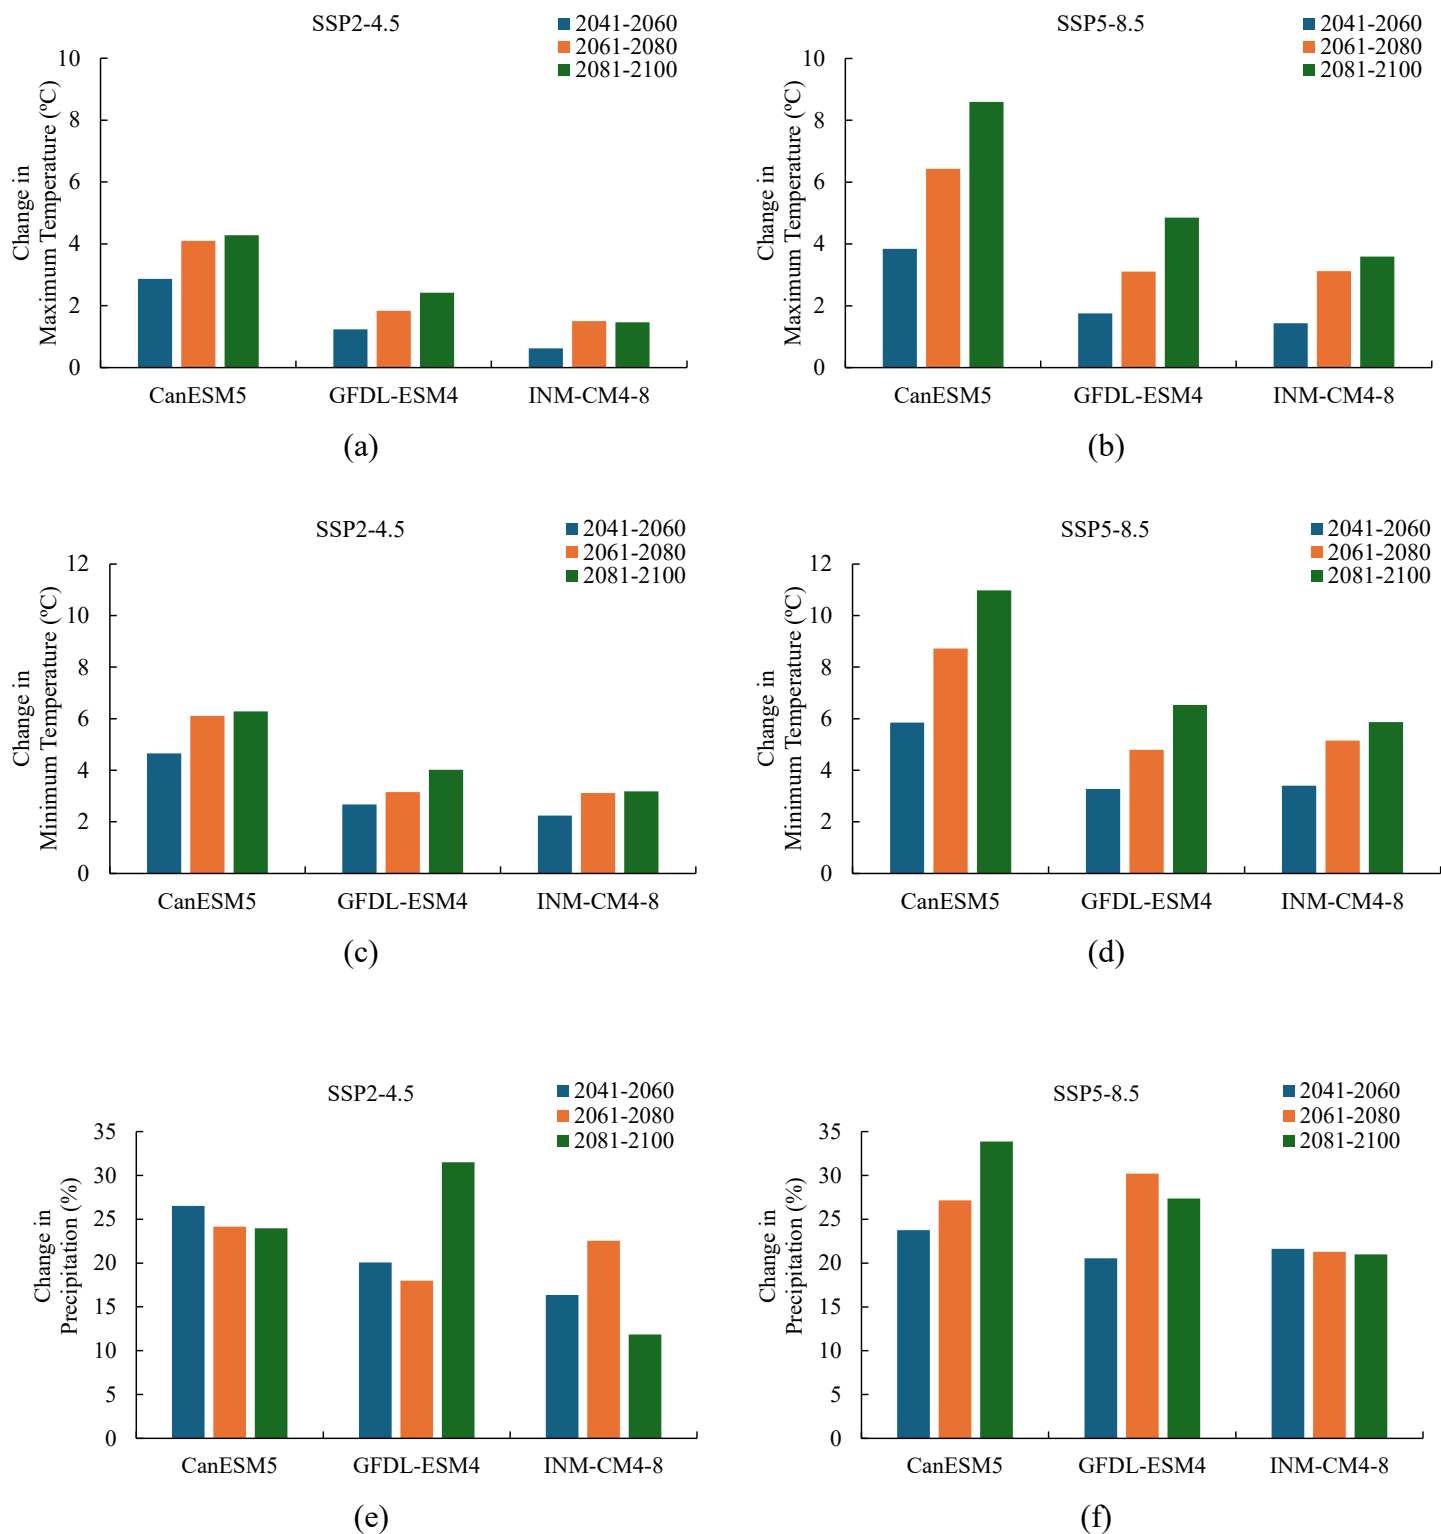 SSP2-4.5
2041-2060
2061-2080
2081-2100
Change in
Maximum Temperature (ºC)
10
8
6
4
2
0
CanESM5
GFDL-ESM4
INM-CM4-8
(a)
SSP5-8.5
2041-2060
2061-2080
2081-2100
Change in
Maximum Temperature (ºC)
10
8
6
4
2
0
CanESM5
GFDL-ESM4
INM-CM4-8
(b)
SSP2-4.5
2041-2060
2061-2080
2081-2100
Change in
Minimum Temperature (ºC)
12
10
8
6
4
2
0
CanESM5
GFDL-ESM4
INM-CM4-8
(c)
SSP5-8.5
2041-2060
2061-2080
2081-2100
Change in
Minimum Temperature (ºC)
12
10
8
6
4
2
0
CanESM5
GFDL-ESM4
INM-CM4-8
(d)
SSP2-4.5
2041-2060
2061-2080
2081-2100
Change in
Precipitation (%)
35
30
25
20
15
10
5
0
CanESM5
GFDL-ESM4
INM-CM4-8
(e)
SSP5-8.5
2041-2060
2061-2080
2081-2100
Change in
Precipitation (%)
35
30
25
20
15
10
5
0
CanESM5
GFDL-ESM4
INM-CM4-8
(f)